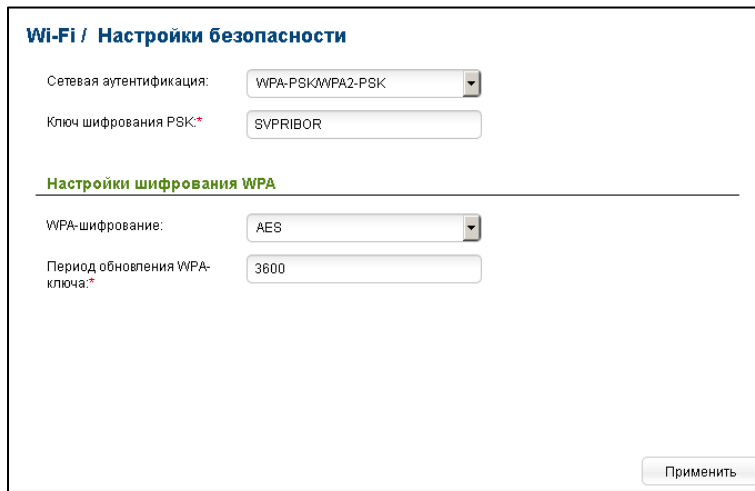 Wi-Fi / Настройки безопасности
Сетевая аутентификация: WPA-PSK/WPA2-PSK
Ключ шифрования PSK:* SVPRIBOR
Настройки шифрования WPA
WPA-шифрование: AES
Период обновления WPA-
ключа:* 3600
Применить